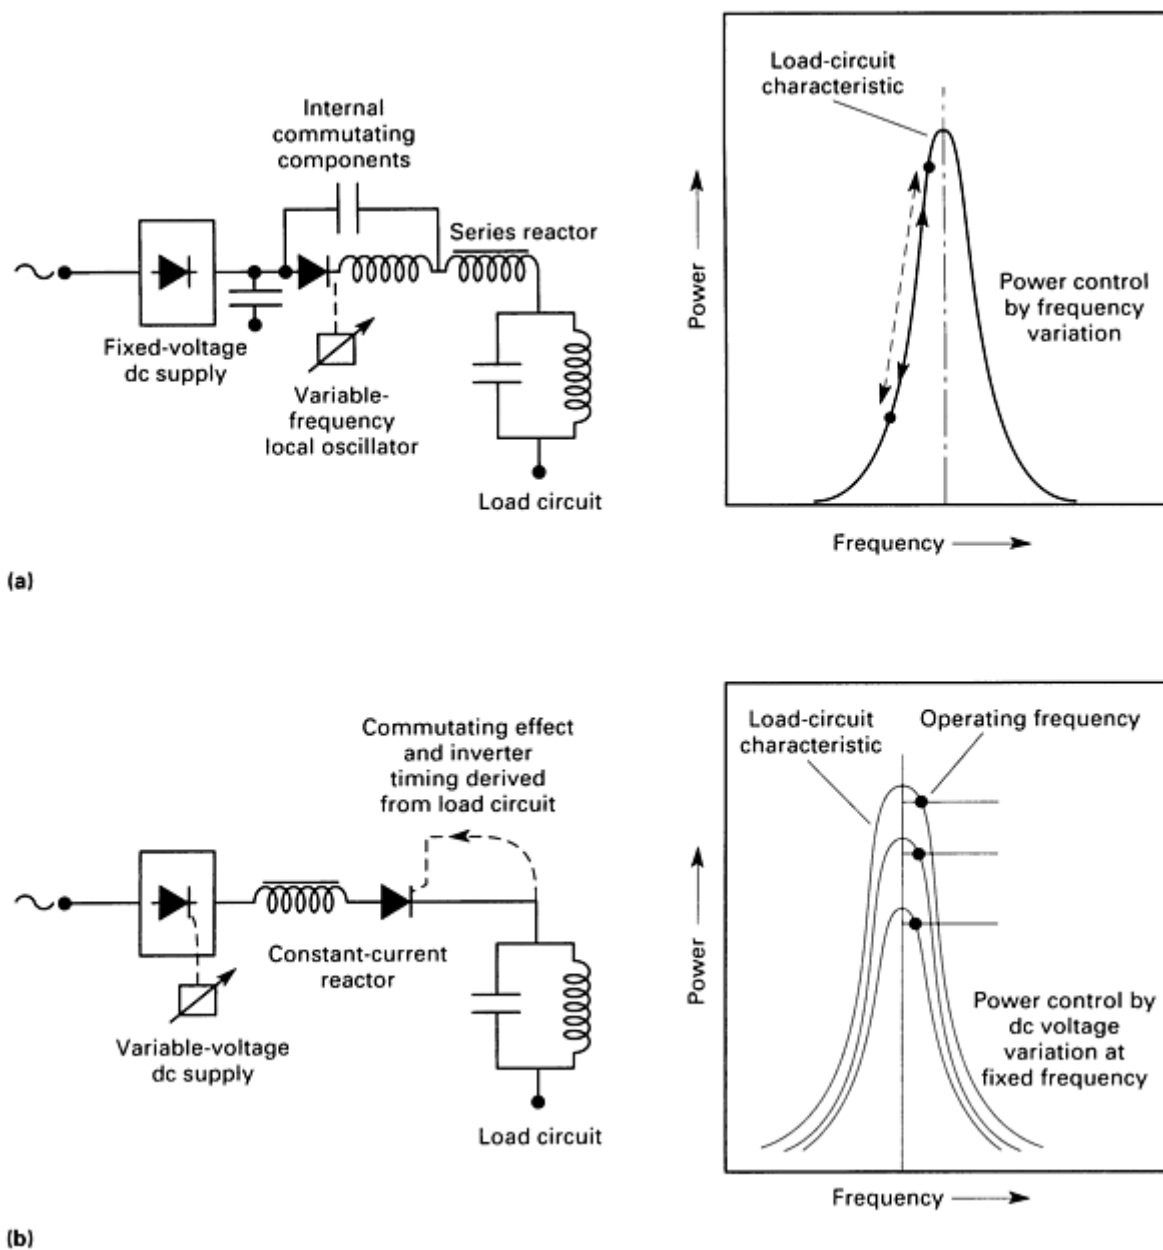 Internal
commutating
components
Series reactor
Fixed-voltage
dc supply
Variable-
frequency
local oscillator
Load circuit
Load-circuit
characteristic
Power
Power control
by frequency
variation
Frequency
(a)
Commutating effect
and inverter
timing derived
from load circuit
Constant-current
reactor
Variable-voltage
dc supply
Load circuit
Load-circuit
characteristic
Operating frequency
Power
Power control by
dc voltage
variation at
fixed frequency
Frequency
(b)